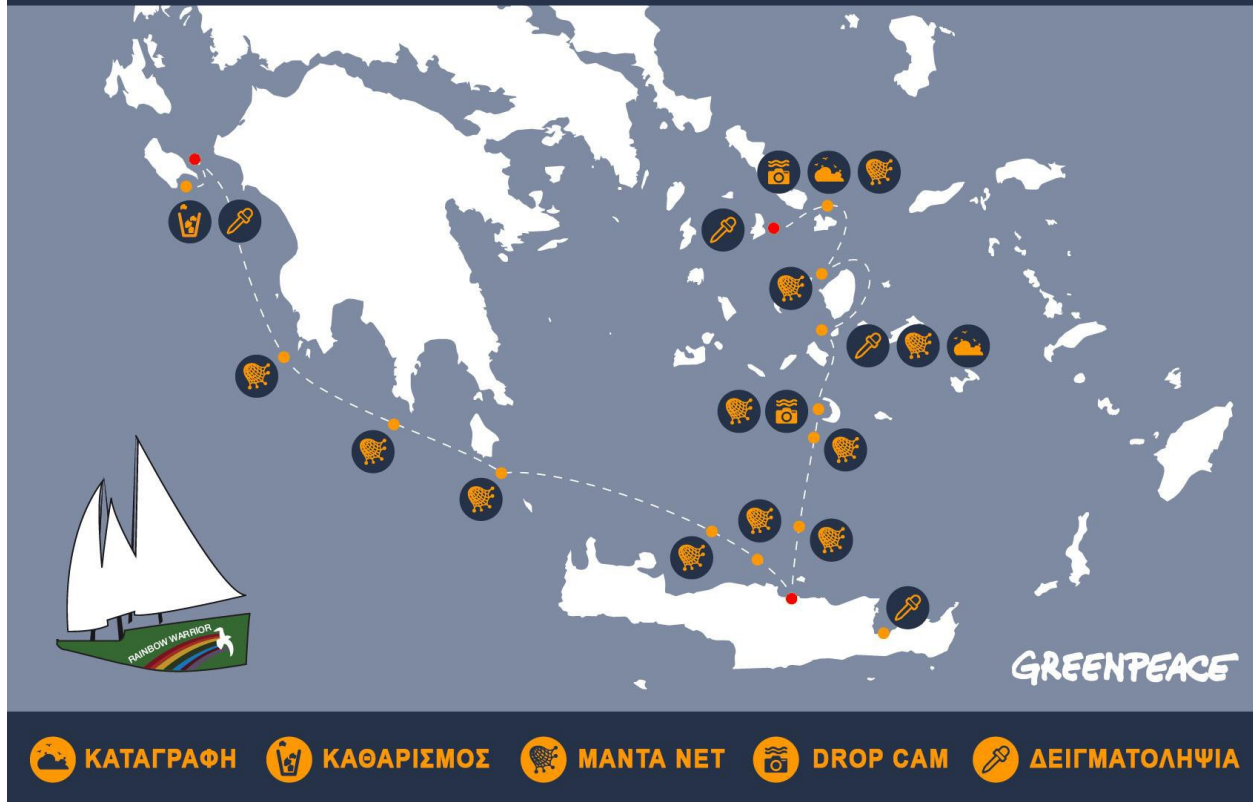 RAINBOW WARRIOR
GREENPEACE
ΚΑΤΑΓΡΑΦΗ
ΚΑΘΑΡΙΣΜΟΣ
MANTA NET
DROP CAM
ΔΕΙΓΜΑΤΟΛΗΨΙΑ